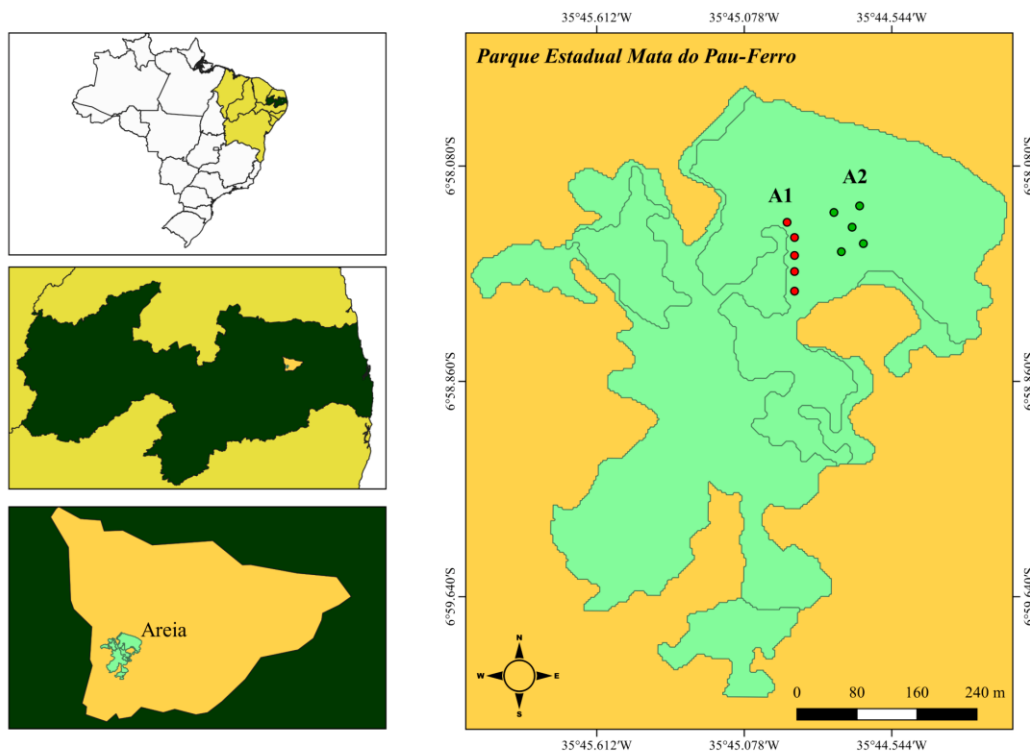 35°45.612'W 35°45.078'W 35°44.544'W
Parque Estadual Mata do Pau-Ferro
6°58.080'S 6°58.080'S
A1 A2
6°58.860'S 6°58.860'S
Areia
6°59.640'S 6°59.640'S
N
W E
S
0 80 160 240 m
35°45.612'W 35°45.078'W 35°44.544'W